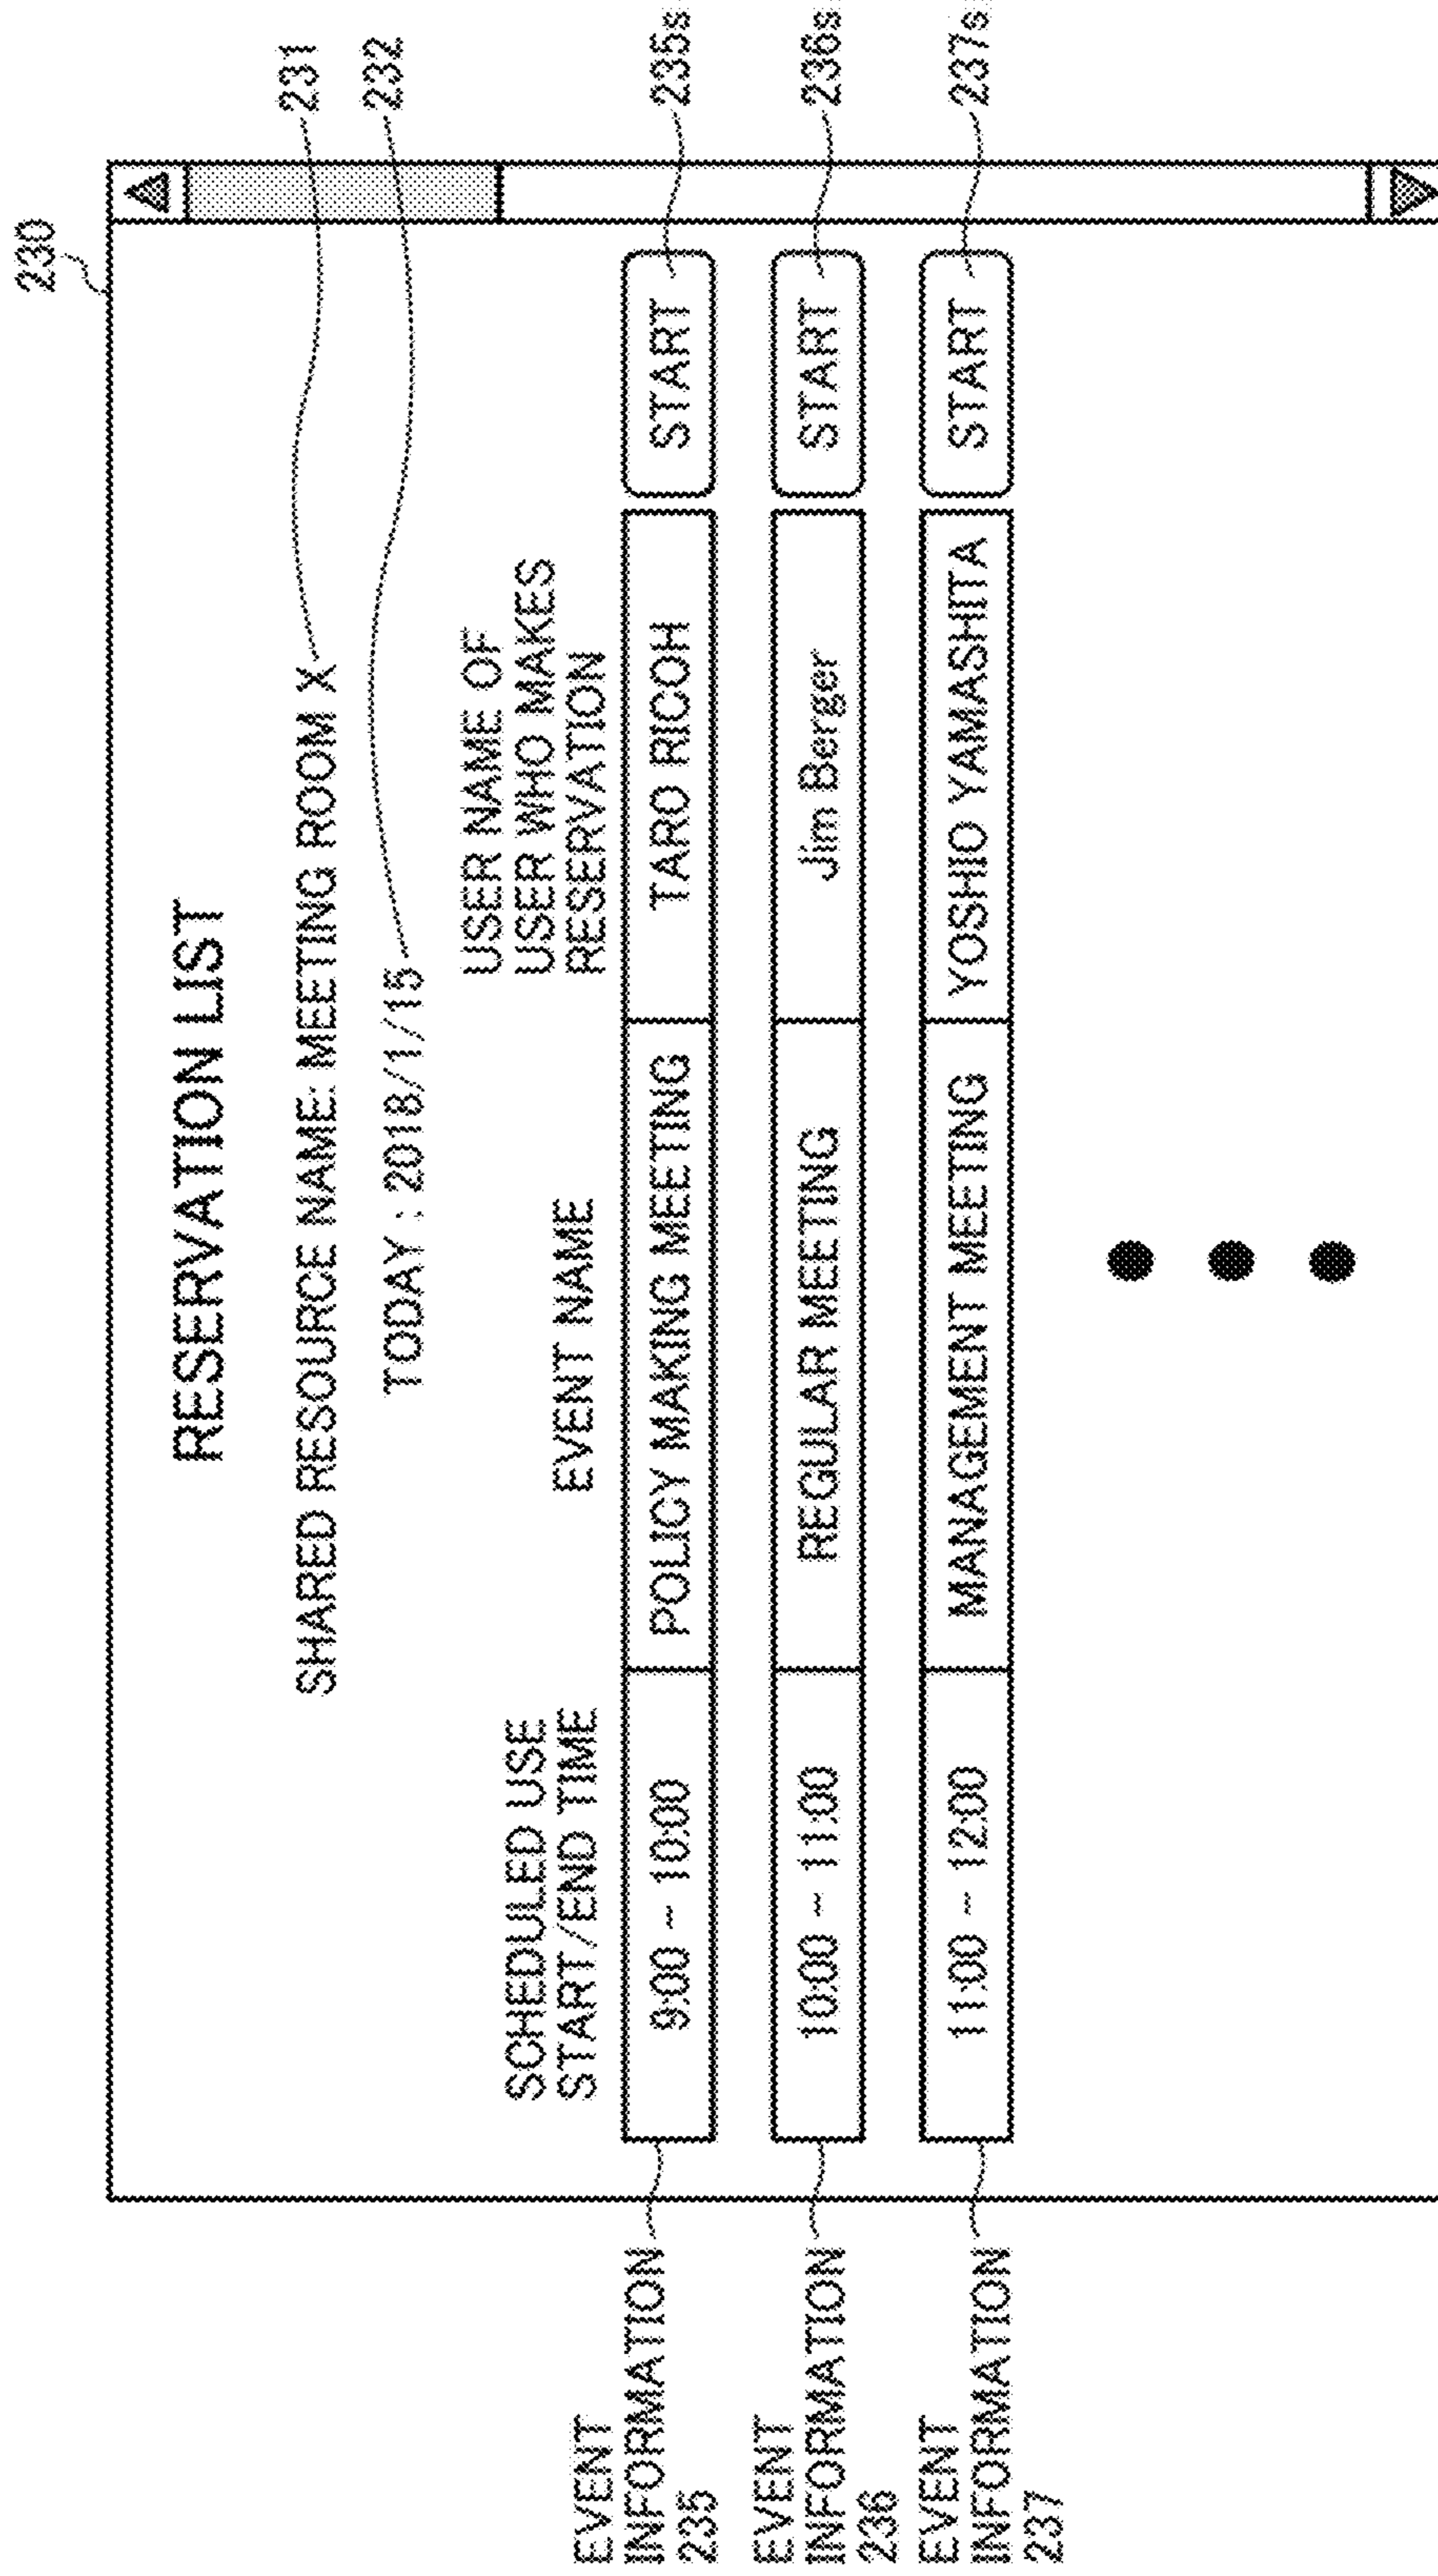 230
RESERVATION LIST
SHARED RESOURCE NAME: MEETING ROOM X
231
TODAY : 2018/1/15
232
SCHEDULED USE
START/END TIME
EVENT NAME
USER NAME OF
USER WHO MAKES
RESERVATION
EVENT
INFORMATION
235
9:00 - 10:00
POLICY MAKING MEETING
TARO RICOH
START
235s
EVENT
INFORMATION
236
10:00 - 11:00
REGULAR MEETING
Jim Berger
START
236s
EVENT
INFORMATION
237
11:00 - 12:00
MANAGEMENT MEETING
YOSHIO YAMASHITA
START
237s